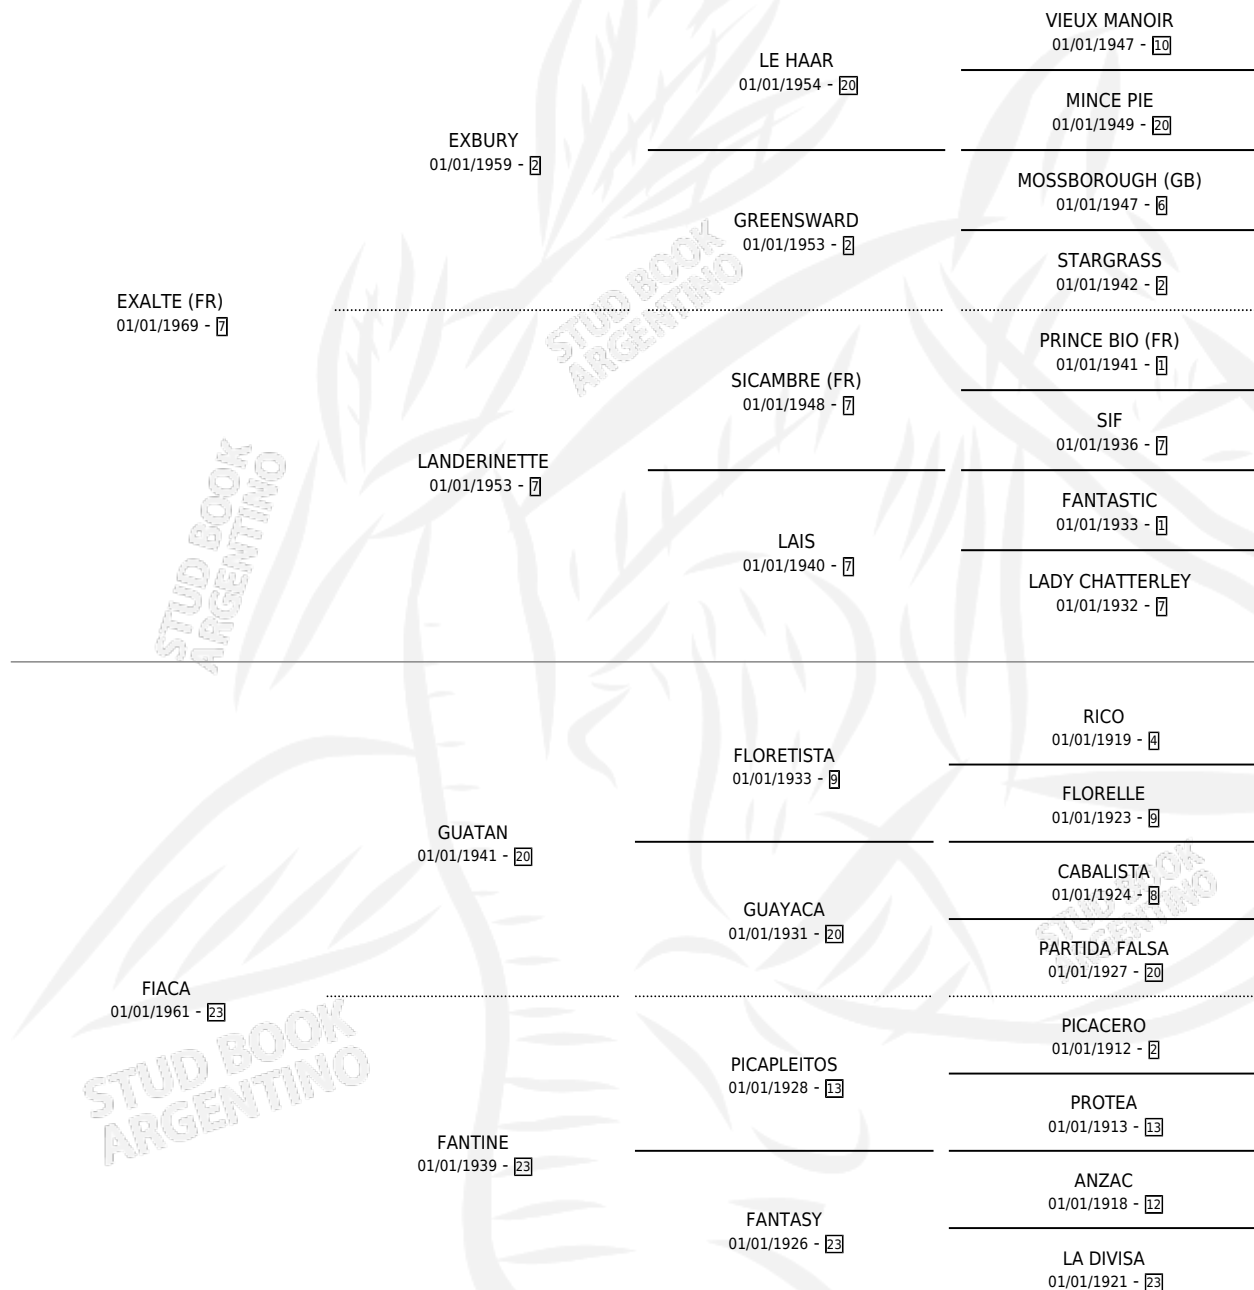 VIEUX MANOIR
01/01/1947 - 10
LE HAAR
01/01/1954 - 20
MINCE PIE
01/01/1949 - 20
EXBURY
01/01/1959 - 2
MOSSBOROUGH (GB)
01/01/1947 - 6
GREENSWARD
01/01/1953 - 2
STARGRASS
01/01/1942 - 2
EXALTE (FR)
01/01/1969 - 7
STUD BOOK
ARGENTINO
PRINCE BIO (FR)
01/01/1941 - 1
SICAMBRE (FR)
01/01/1948 - 7
SIF
01/01/1936 - 7
LANDERINETTE
01/01/1953 - 7
STUD BOOK
ARGENTINO
FANTASTIC
01/01/1933 - 1
LAIS
01/01/1940 - 7
LADY CHATTERLEY
01/01/1932 - 7
RICO
01/01/1919 - 4
FLORETISTA
01/01/1933 - 9
FLORELLE
01/01/1923 - 9
GUATAN
01/01/1941 - 20
CABALISTA
01/01/1924 - 8
STUD BOOK
ARGENTINO
GUAYACA
01/01/1931 - 20
PARTIDA FALSA
01/01/1927 - 20
FIACA
01/01/1961 - 23
STUD BOOK
ARGENTINO
PICACERO
01/01/1912 - 2
PICAPLEITOS
01/01/1928 - 13
PROTEA
01/01/1913 - 13
FANTINE
01/01/1939 - 23
ANZAC
01/01/1918 - 12
FANTASY
01/01/1926 - 23
LA DIVISA
01/01/1921 - 23